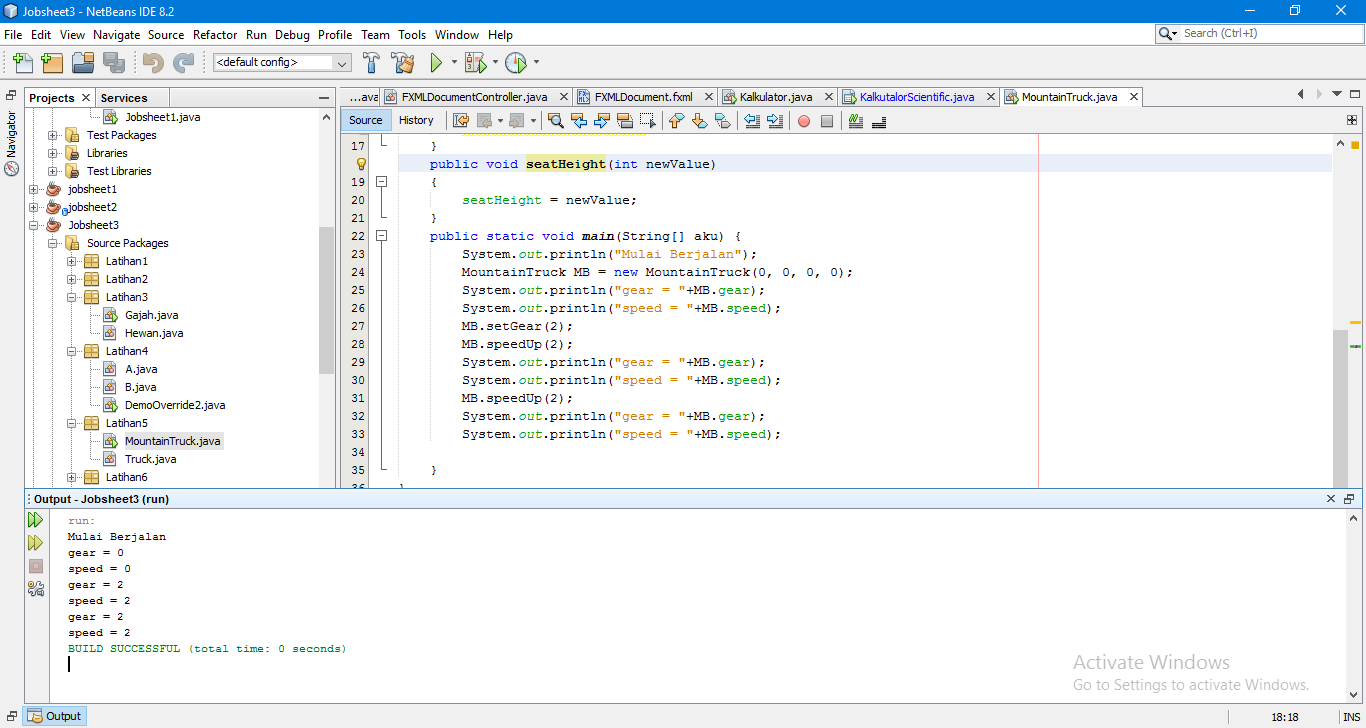 Jobsheet3 - NetBeans IDE 8.2
File Edit View Navigate Source Refactor Run Debug Profile Team Tools Window Help
Search (Ctrl+I)
<default config>
Navigator
Projects Services
Jobsheet1.java
Test Packages
Libraries
Test Libraries
jobsheet1
jobsheet2
Jobsheet3
Source Packages
Latihan1
Latihan2
Latihan3
Gajah.java
Hewan.java
Latihan4
A.java
B.java
DemoOverride2.java
Latihan5
MountainTruck.java
Truck.java
Latihan6
...ava FXMLDocumentController.java FXMLDocument.fxml Kalkulator.java KalkutalorScientific.java MountainTruck.java
Source History
17 }
public void seatHeight(int newValue)
19 {
20 seatHeight = newValue;
21 }
22 public static void main(String[] aku) {
23 System.out.println("Mulai Berjalan");
24 MountainTruck MB = new MountainTruck(0, 0, 0, 0);
25 System.out.println("gear = "+MB.gear);
26 System.out.println("speed = "+MB.speed);
27 MB.setGear(2);
28 MB.speedUp(2);
29 System.out.println("gear = "+MB.gear);
30 System.out.println("speed = "+MB.speed);
31 MB.speedUp(2);
32 System.out.println("gear = "+MB.gear);
33 System.out.println("speed = "+MB.speed);
34
35 }
36 }
Output - Jobsheet3 (run)
run:
Mulai Berjalan
gear = 0
speed = 0
gear = 2
speed = 2
gear = 2
speed = 2
BUILD SUCCESSFUL (total time: 0 seconds)
Activate Windows
Go to Settings to activate Windows.
Output
18:18 INS